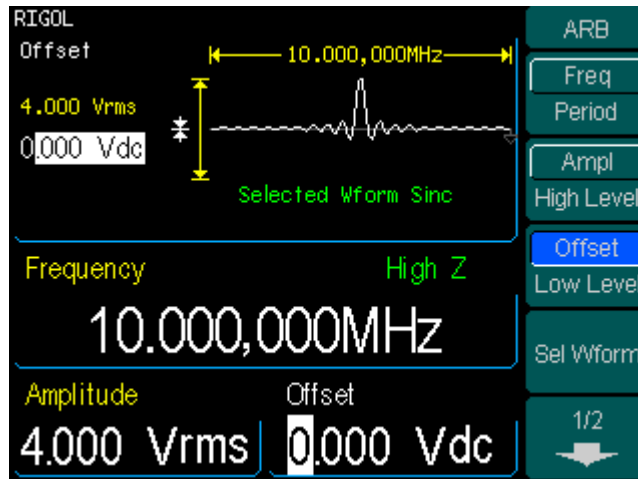 RIGOL
Offset
10.000,000MHz
4.000 Vrms
0.000 Vdc
Selected Wform Sinc
Frequency
High Z
10.000,000MHz
Amplitude
Offset
4.000 Vrms
0.000 Vdc
ARB
Freq
Period
Ampl
High Level
Offset
Low Leve
Sel Wform
1/2